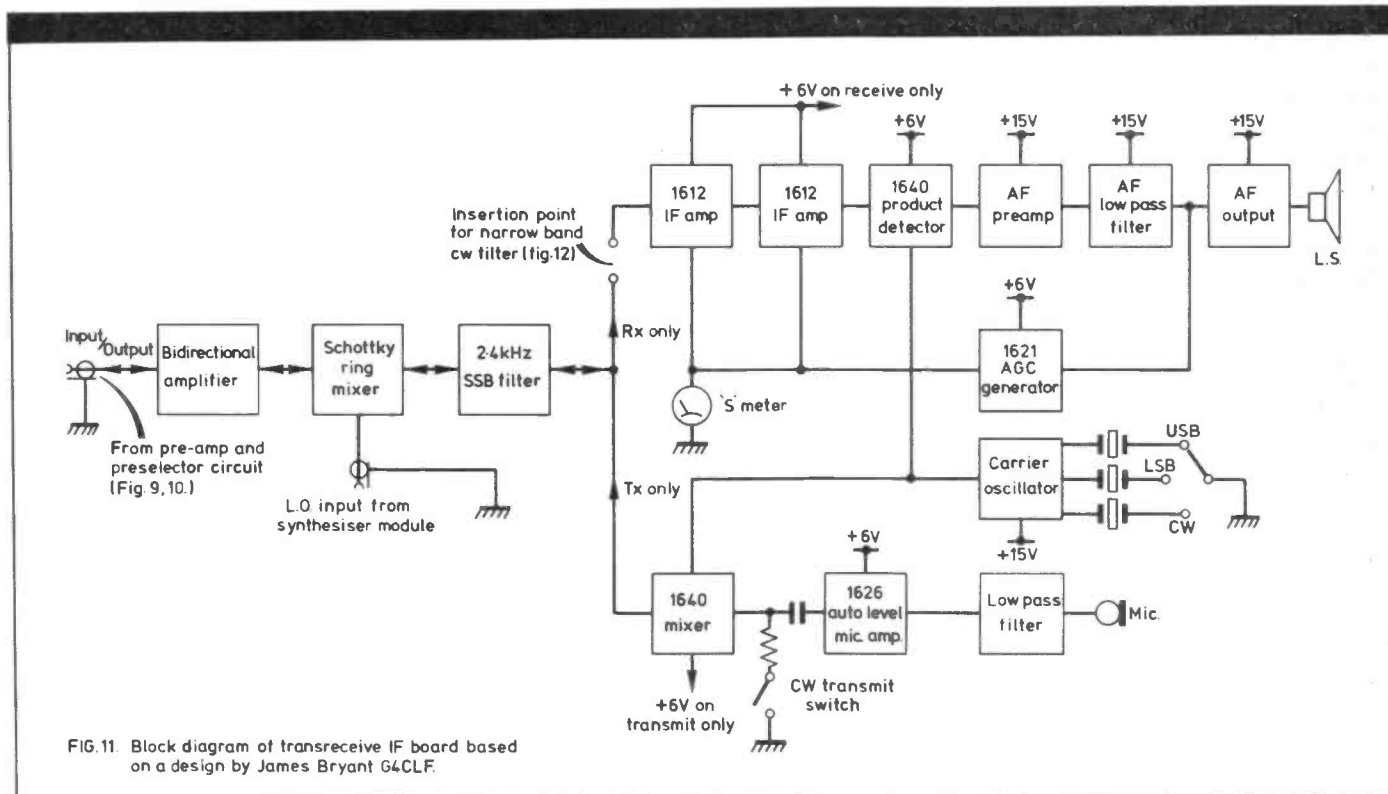 + 6V on receive only
+6V
+15V
+15V
+15V
1612
IF amp
1612
IF amp
1640
product
detector
AF
preamp
AF
low pass
filter
AF
output
L.S.
Insertion point
for narrow band
cw filter (fig.12)
Rx only
+6V
1621
AGC
generator
'S' meter
Input/
Output
Bidirectional
amplifier
Schottky
ring
mixer
2·4kHz
SSB filter
From pre-amp and
preselector circuit
(Fig. 9, 10.)
L.O. input from
synthesiser module
Tx only
Carrier
oscillator
+15V
USB
LSB
CW
1640
mixer
+6V on
transmit only
+6V
1626
auto level
mic. amp.
Low pass
filter
Mic.
CW transmit
switch
FIG.11. Block diagram of transreceive IF board based
on a design by James Bryant G4CLF.